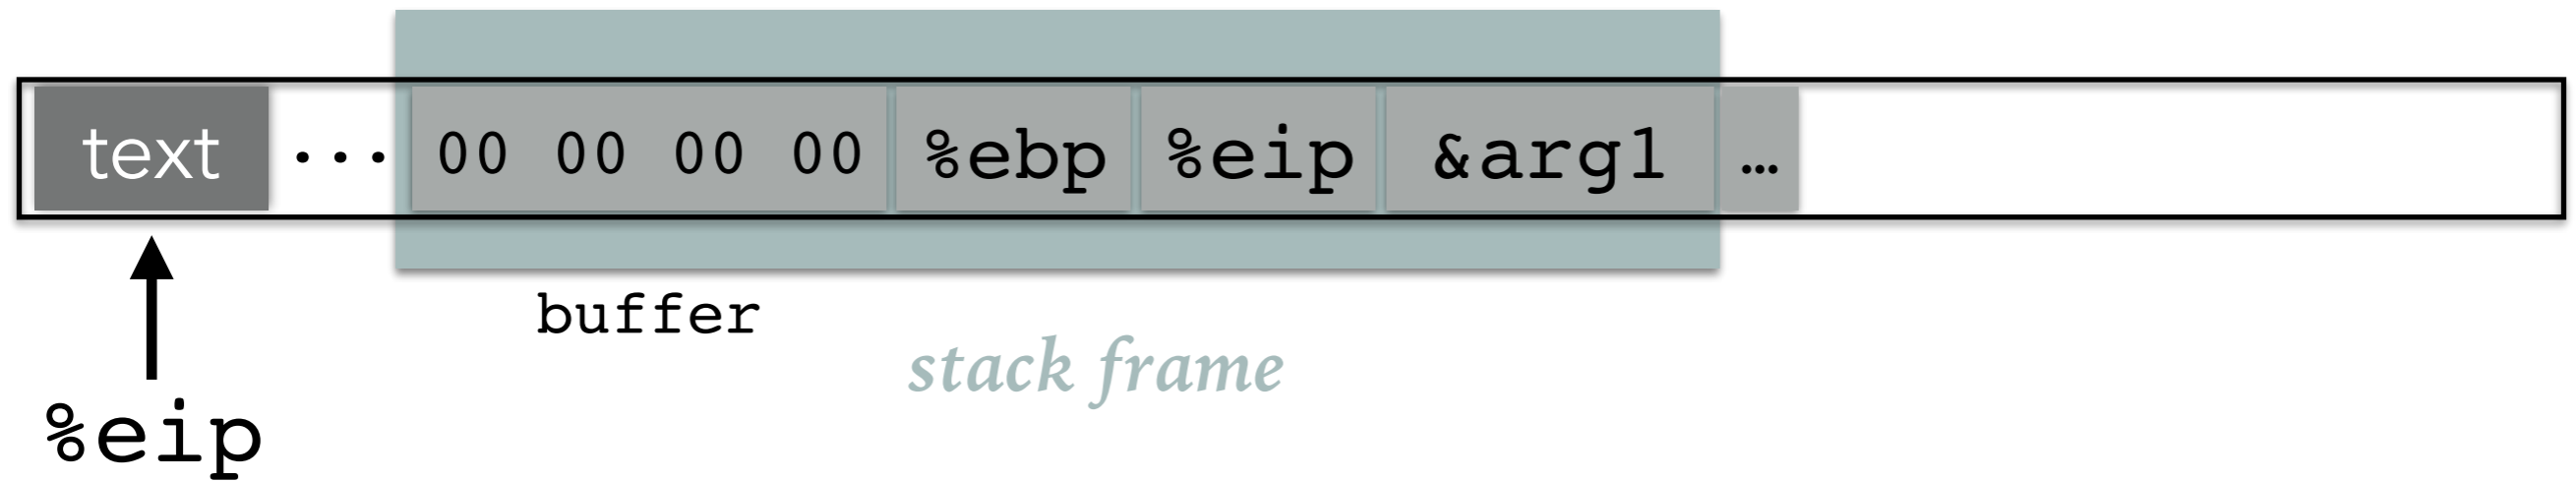 text ... 00 00 00 00 %ebp %eip &arg1 …
buffer
stack frame
%eip